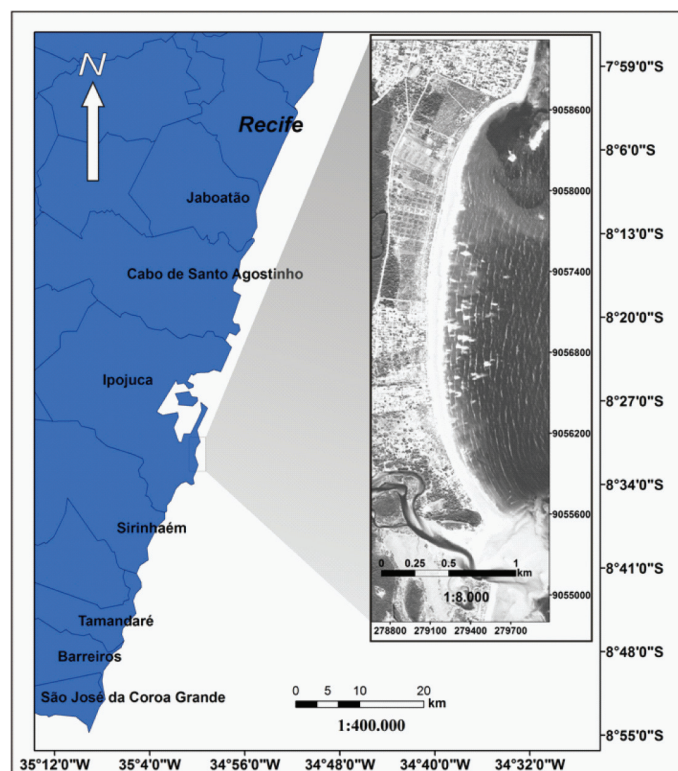 N
Recife
Jaboatão
Cabo de Santo Agostinho
Ipojuca
Sirinhaém
Tamandaré
Barreiros
São José da Coroa Grande
0 5 10 20
km
1:400.000
9058600
9058000
9057400
9056800
9056200
9055600
9055000
0 0.25 0.5 1
km
1:8.000
278800 279100 279400 279700
7°59'0"S
8°6'0"S
8°13'0"S
8°20'0"S
8°27'0"S
8°34'0"S
8°41'0"S
8°48'0"S
8°55'0"S
35°12'0"W 35°4'0"W 34°56'0"W 34°48'0"W 34°40'0"W 34°32'0"W